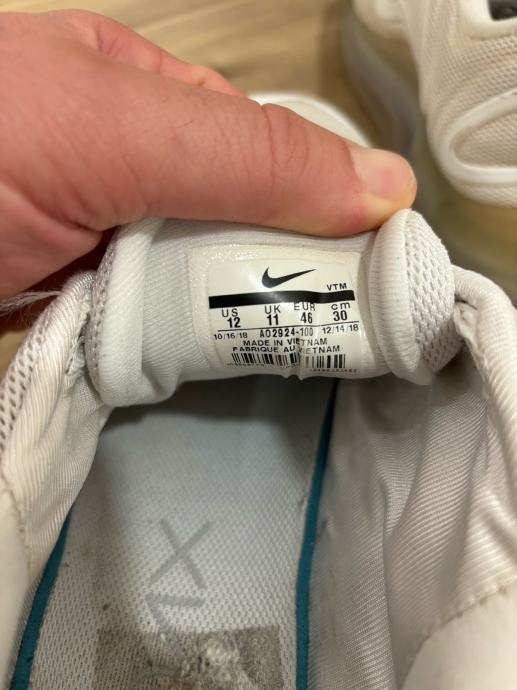 VTM
US UK EUR cm
12 11 46 30
10/16/18 AO2924-100 12/14/18
MADE IN VIETNAM
FABRIQUE AU VIETNAM